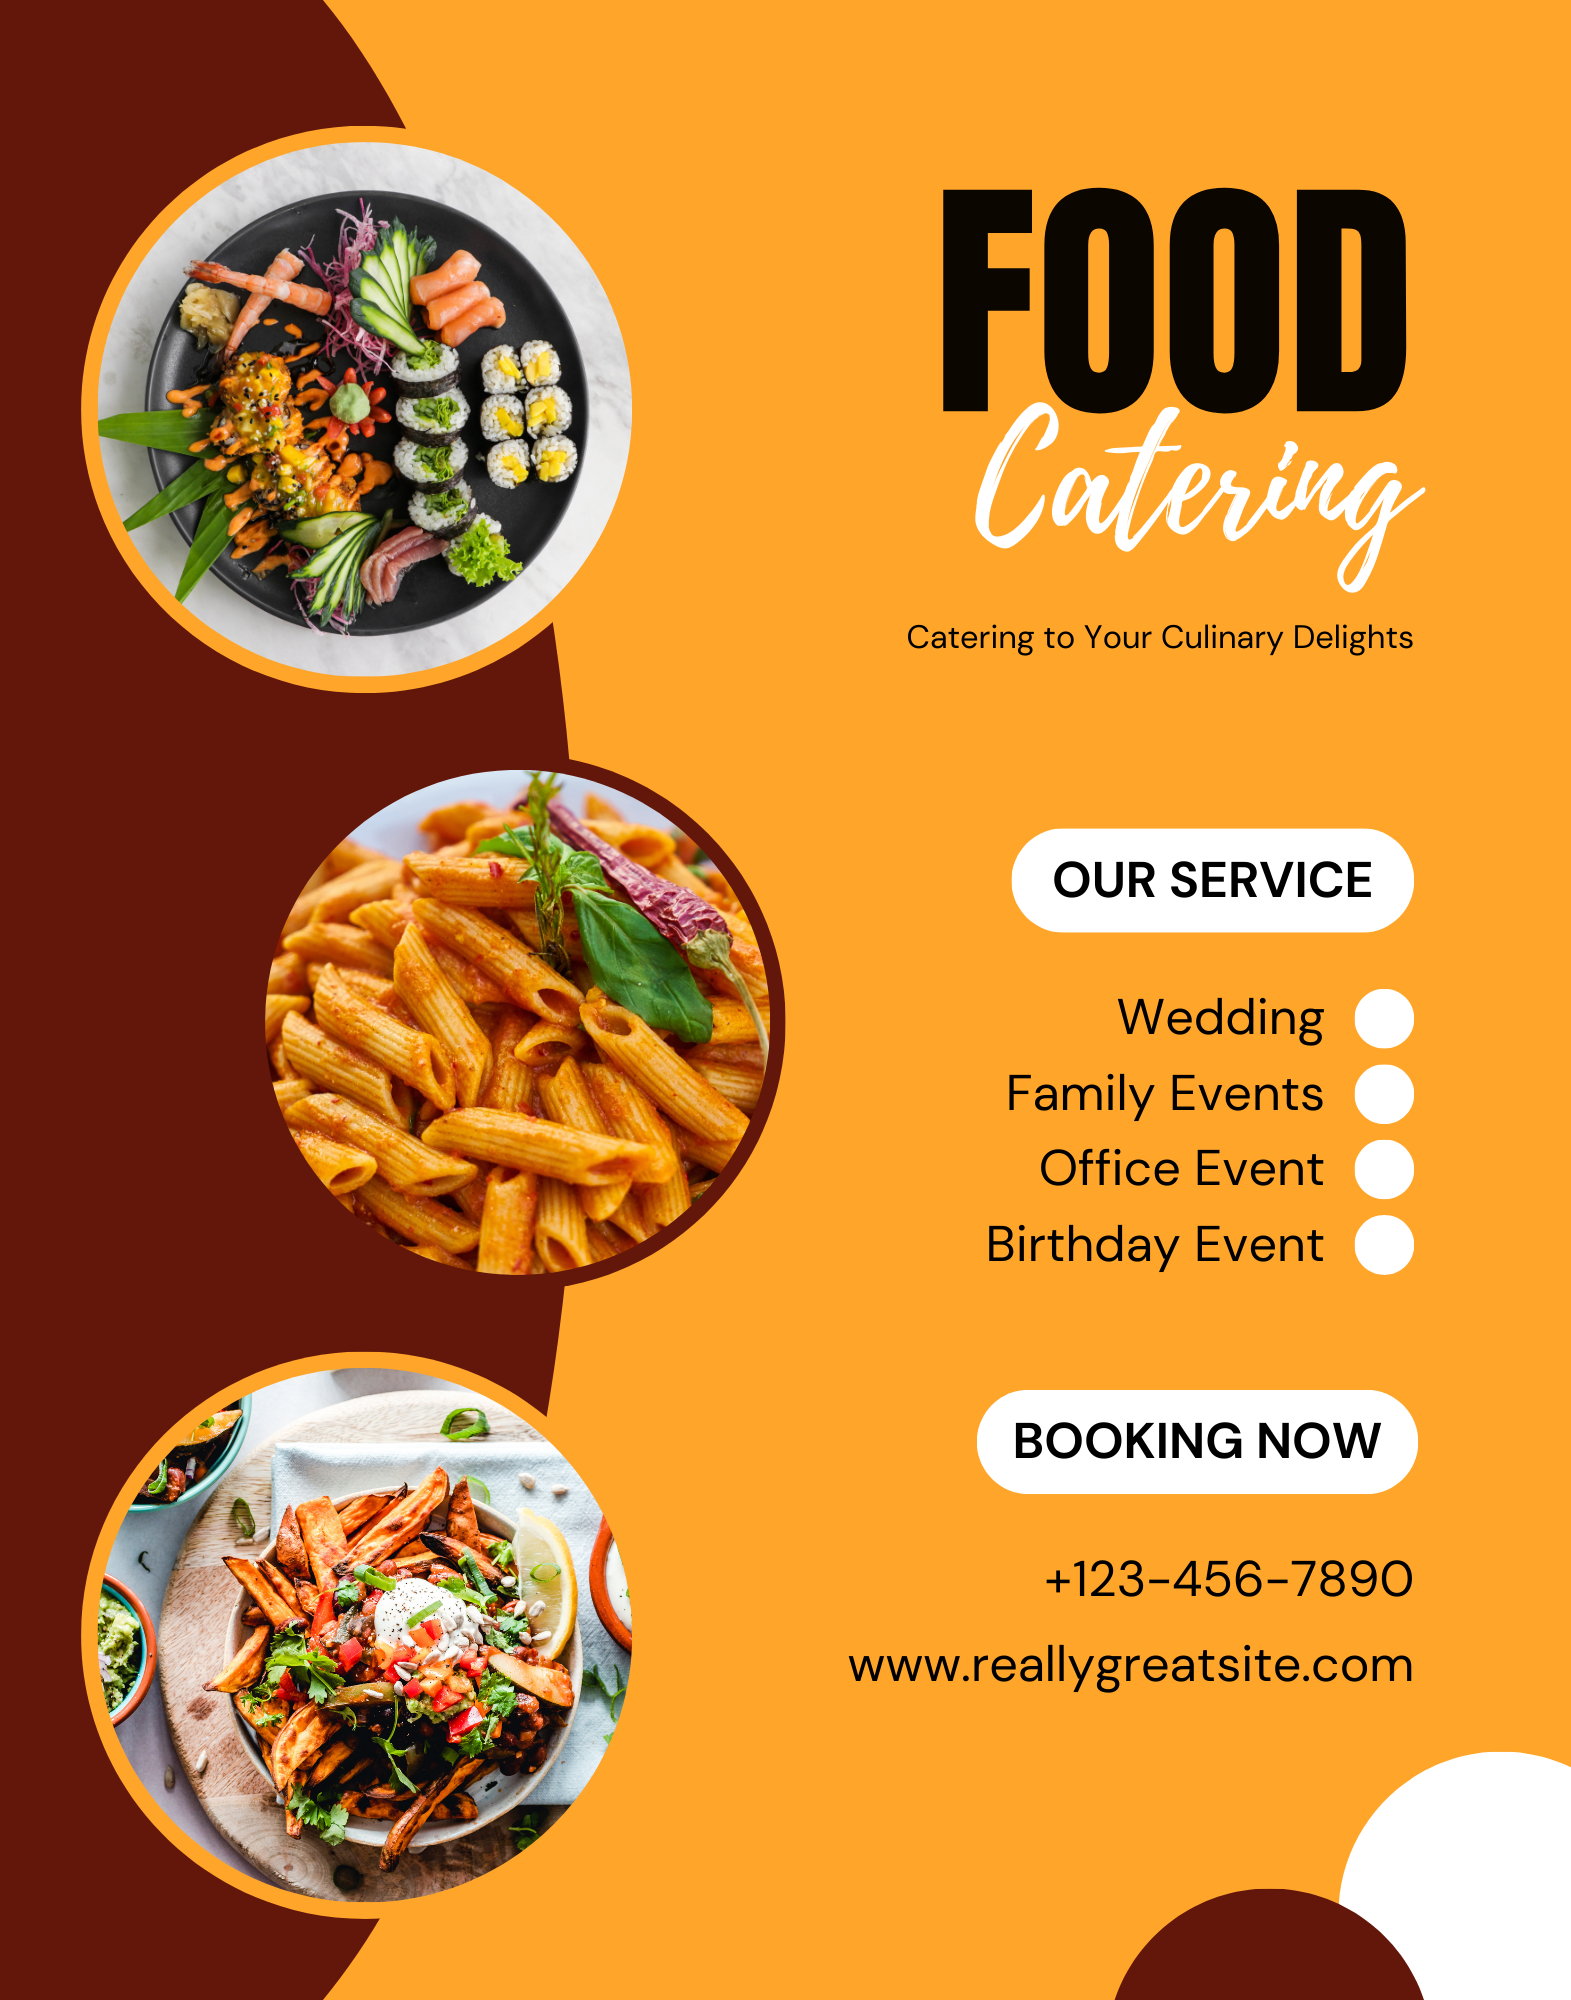 FOOD
Catering
Catering to Your Culinary Delights
OUR SERVICE
Wedding
Family Events
Office Event
Birthday Event
BOOKING NOW
+123-456-7890
www.reallygreatsite.com